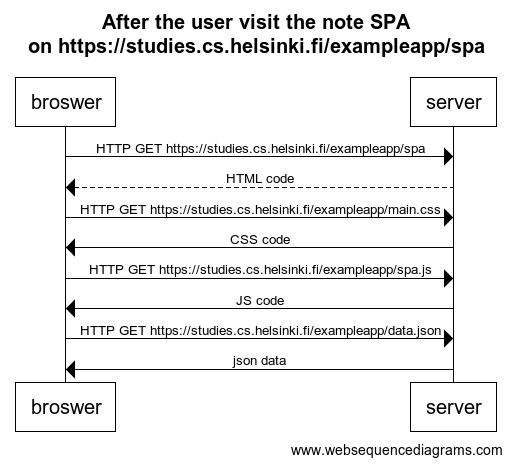 After the user visit the note SPA
on https://studies.cs.helsinki.fi/exampleapp/spa
broswer
server
HTTP GET https://studies.cs.helsinki.fi/exampleapp/spa
HTML code
HTTP GET https://studies.cs.helsinki.fi/exampleapp/main.css
CSS code
HTTP GET https://studies.cs.helsinki.fi/exampleapp/spa.js
JS code
HTTP GET https://studies.cs.helsinki.fi/exampleapp/data.json
json data
broswer
server
www.websequencediagrams.com